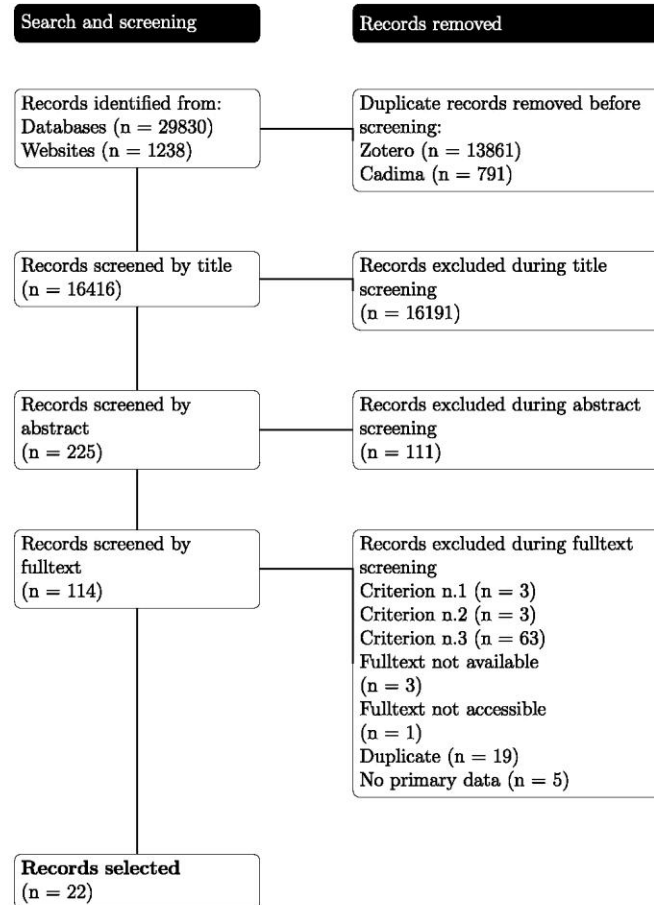 Search and screening
Records removed
Records identified from:
Databases (n = 29830)
Websites (n = 1238)
Duplicate records removed before
screening:
Zotero (n = 13861)
Cadima (n = 791)
Records screened by title
(n = 16416)
Records excluded during title
screening
(n = 16191)
Records screened by
abstract
(n = 225)
Records excluded during abstract
screening
(n = 111)
Records screened by
fulltext
(n = 114)
Records excluded during fulltext
screening
Criterion n.1 (n = 3)
Criterion n.2 (n = 3)
Criterion n.3 (n = 63)
Fulltext not available
(n = 3)
Fulltext not accessible
(n = 1)
Duplicate (n = 19)
No primary data (n = 5)
Records selected
(n = 22)